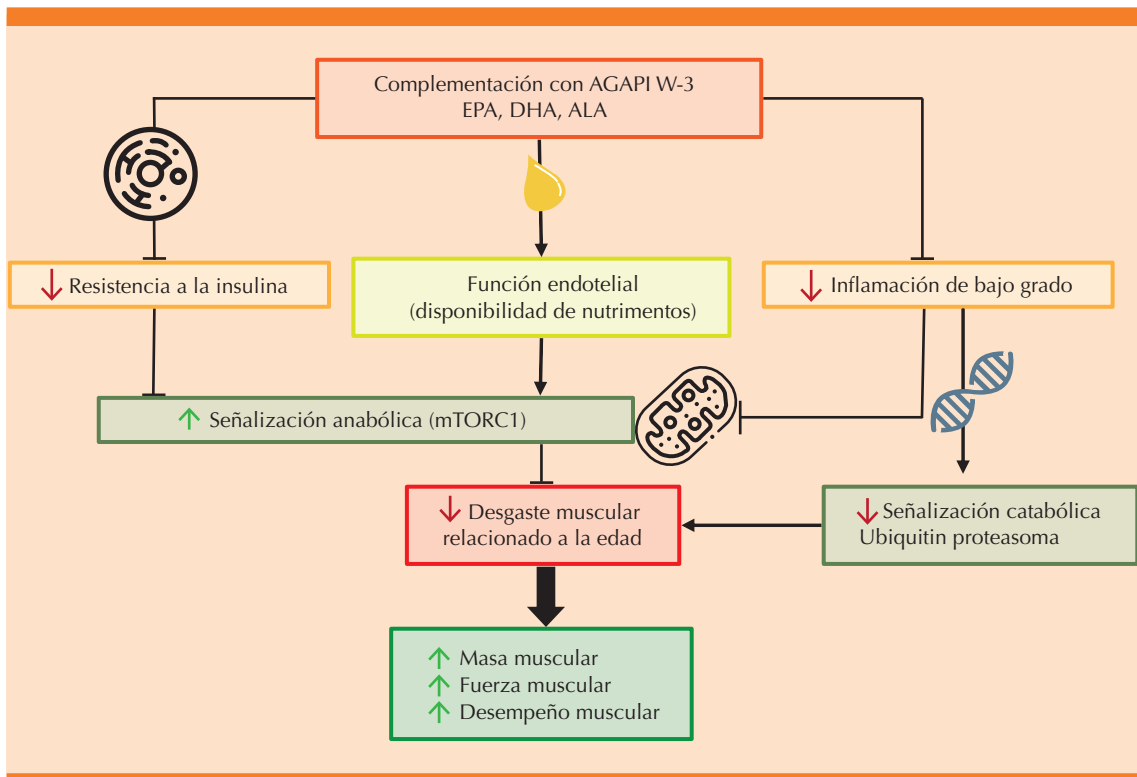 Complementación con AGAPI W-3
EPA, DHA, ALA
↓ Resistencia a la insulina
Función endotelial
(disponibilidad de nutrimentos)
↓ Inflamación de bajo grado
↑ Señalización anabólica (mTORC1)
↓ Desgaste muscular
relacionado a la edad
↓ Señalización catabólica
Ubiquitin proteasoma
↑ Masa muscular
↑ Fuerza muscular
↑ Desempeño muscular